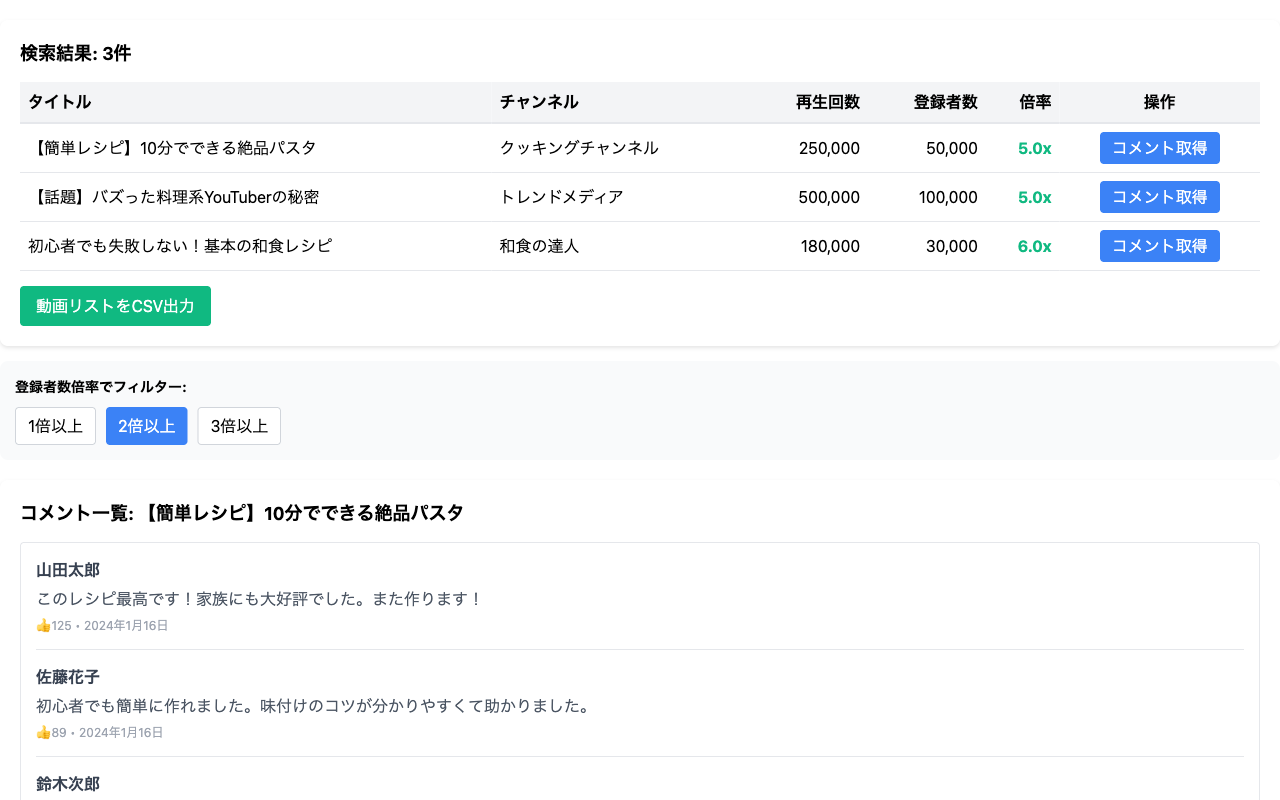 検索結果: 3件
タイトル チャンネル 再生回数 登録者数 倍率 操作
【簡単レシピ】10分でできる絶品パスタ クッキングチャンネル 250,000 50,000 5.0x コメント取得
【話題】バズった料理系YouTuberの秘密 トレンドメディア 500,000 100,000 5.0x コメント取得
初心者でも失敗しない！基本の和食レシピ 和食の達人 180,000 30,000 6.0x コメント取得
動画リストをCSV出力
登録者数倍率でフィルター:
1倍以上 2倍以上 3倍以上
コメント一覧: 【簡単レシピ】10分でできる絶品パスタ
山田太郎
このレシピ最高です！家族にも大好評でした。また作ります！
👍125 • 2024年1月16日
佐藤花子
初心者でも簡単に作れました。味付けのコツが分かりやすくて助かりました。
👍89 • 2024年1月16日
鈴木次郎